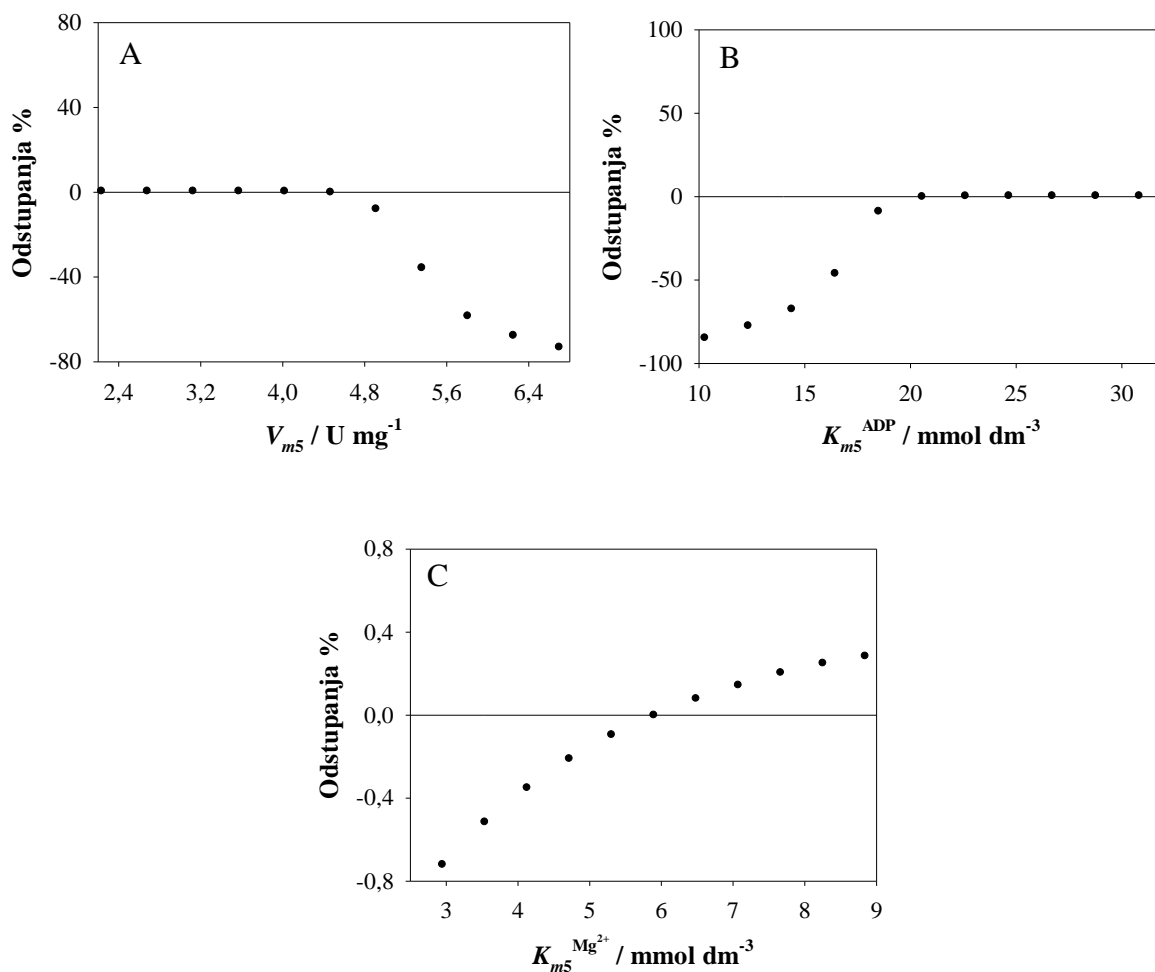 A
Odstupanja %
80
40
0
-40
-80
2,4 3,2 4,0 4,8 5,6 6,4
Vm5 / U mg-1
B
Odstupanja %
100
50
0
-50
-100
10 15 20 25 30
Km5ADP / mmol dm-3
C
Odstupanja %
0,8
0,4
0,0
-0,4
-0,8
3 4 5 6 7 8 9
Km5Mg2+ / mmol dm-3